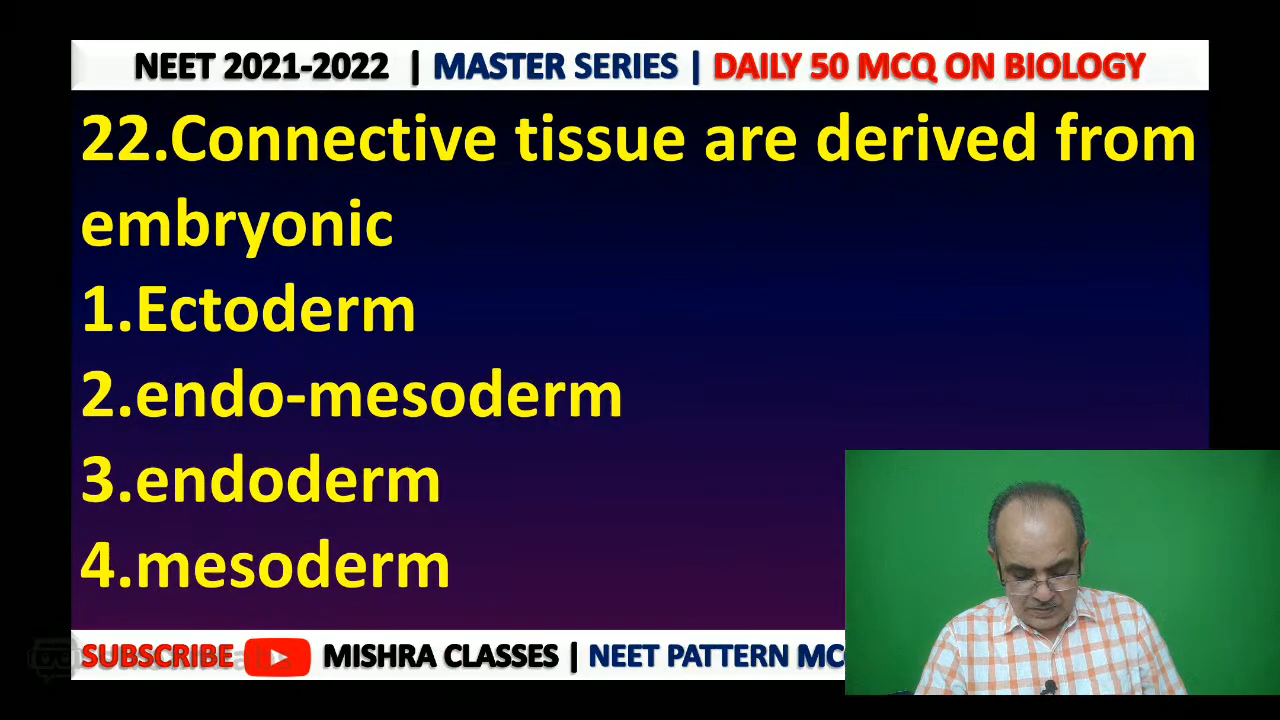 NEET 2021-2022 | MASTER SERIES | DAILY 50 MCQ ON BIOLOGY
22.Connective tissue are derived from
embryonic
1.Ectoderm
2.endo-mesoderm
3.endoderm
4.mesoderm
SUBSCRIBE MISHRA CLASSES | NEET PATTERN MC